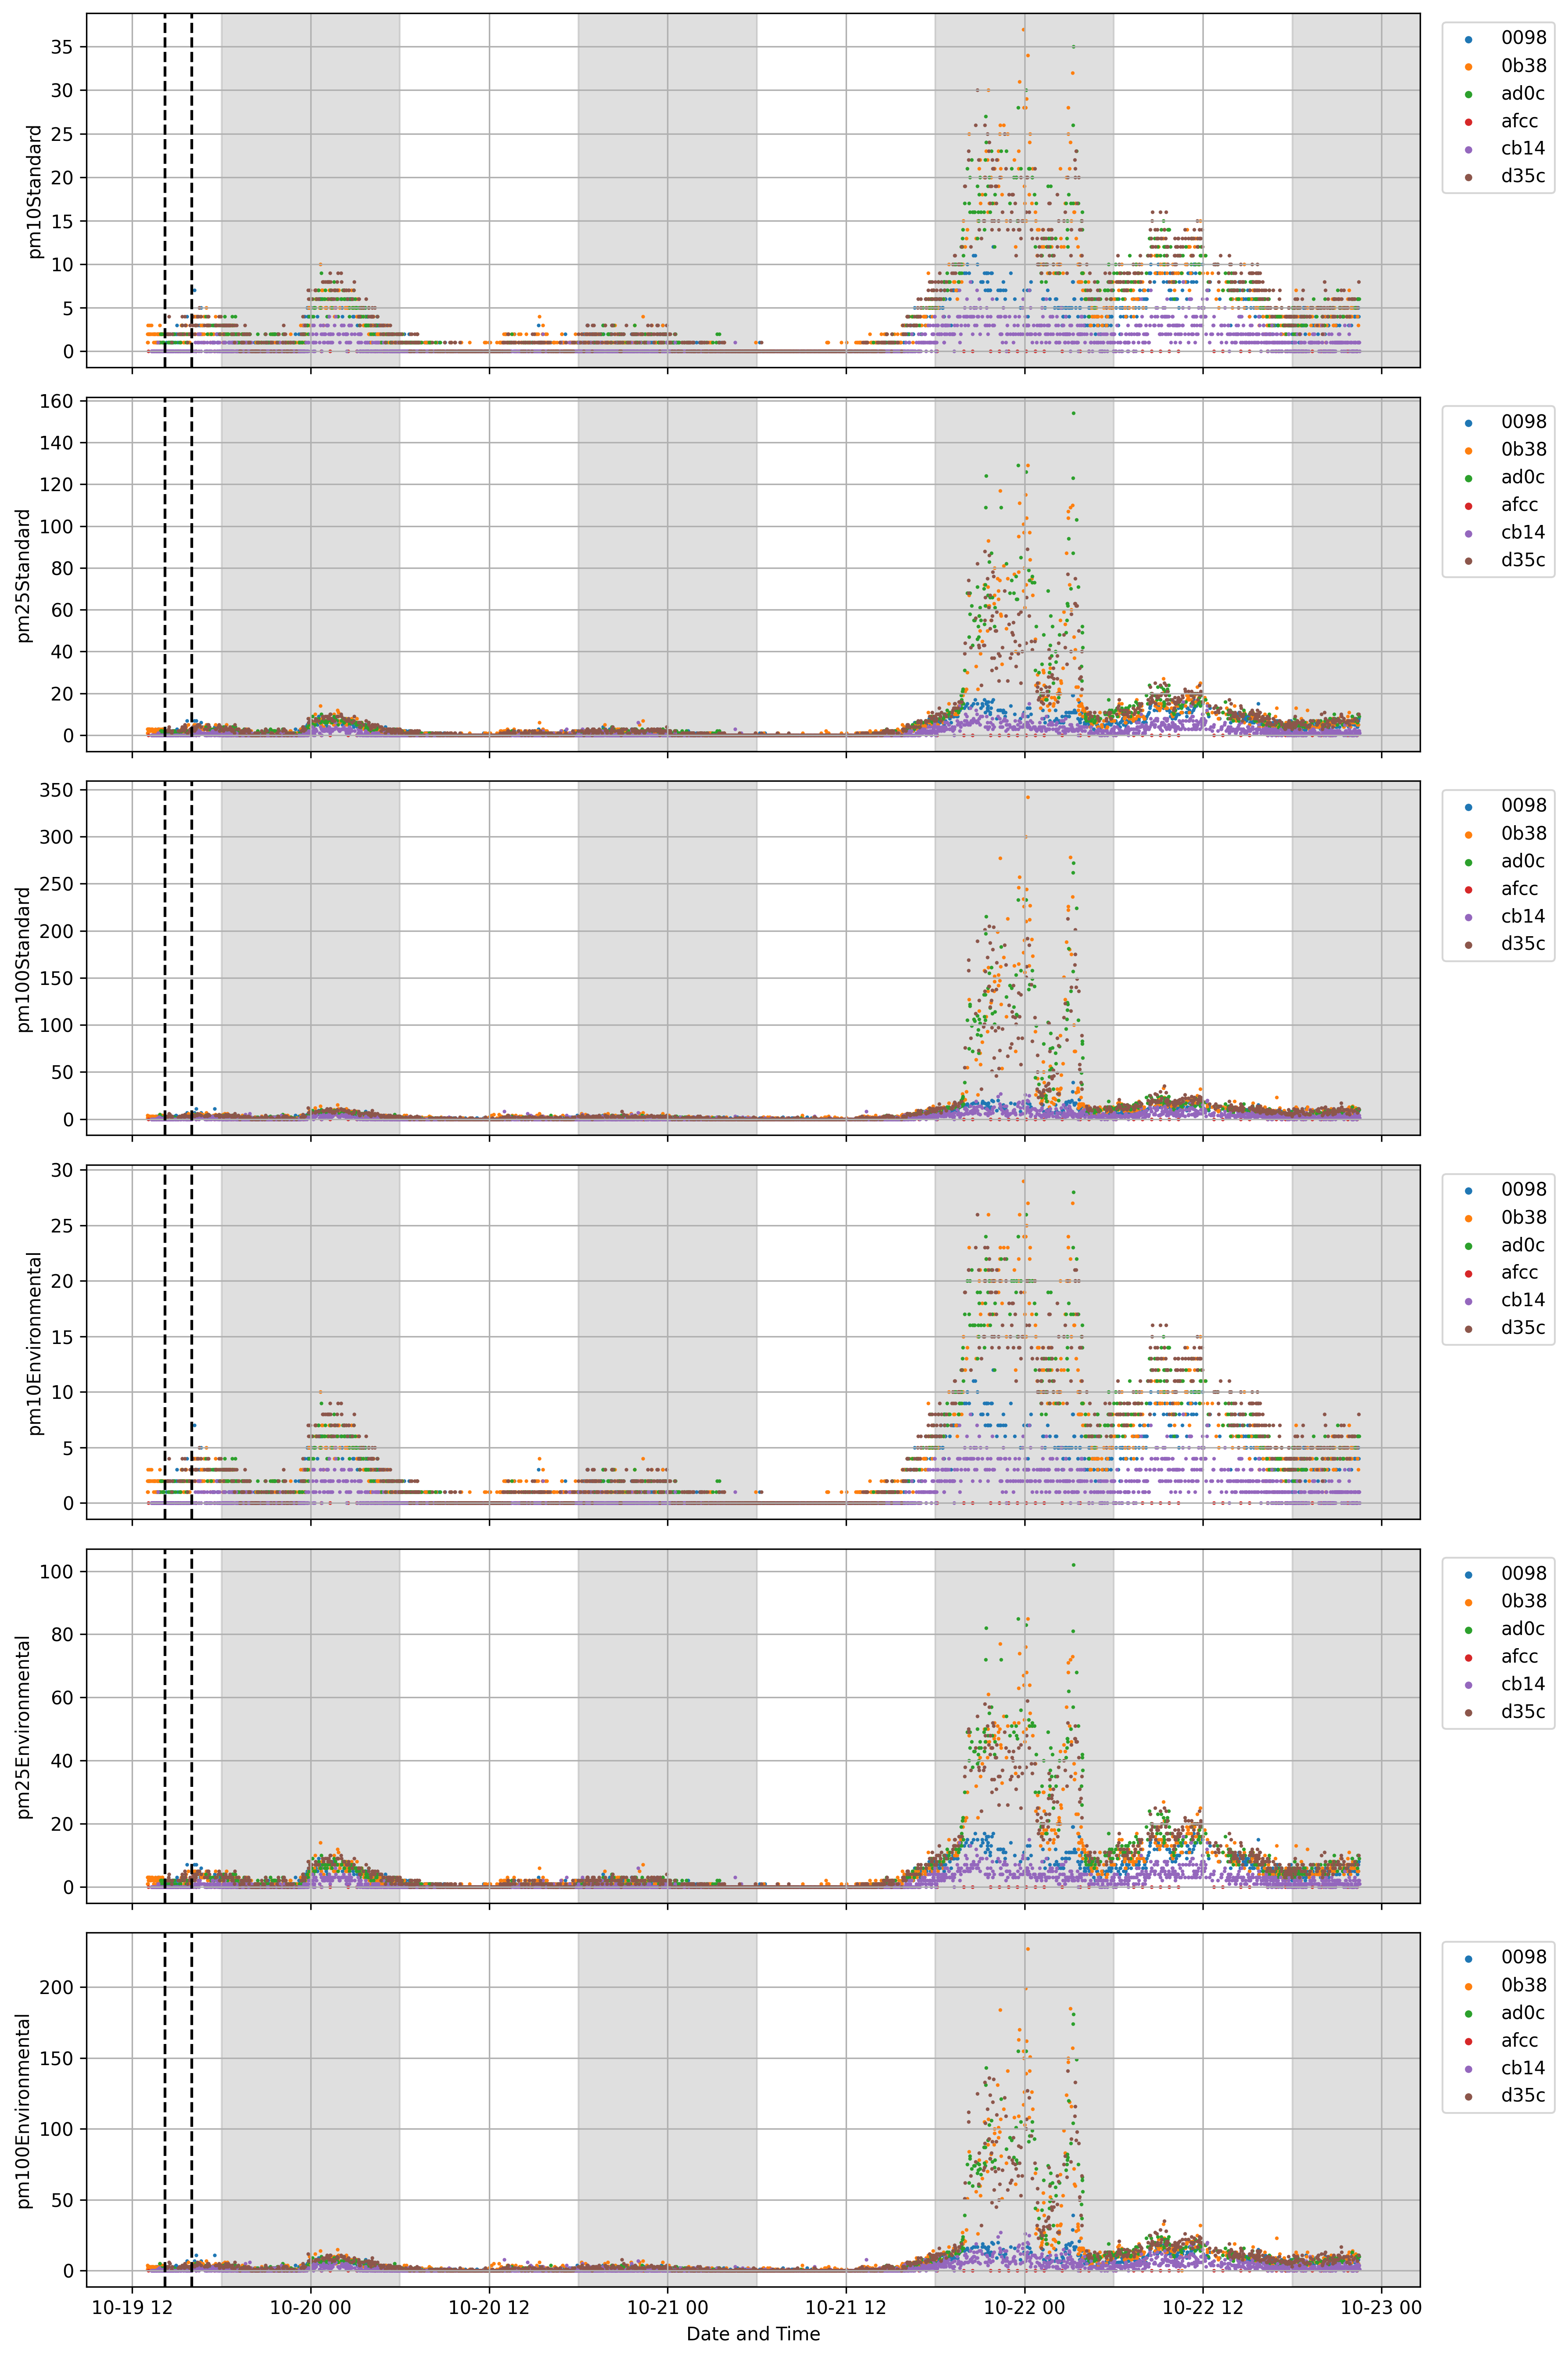 35
30
25
20
15
10
5
0
pm10Standard
0098
0b38
ad0c
afcc
cb14
d35c
160
140
120
100
80
60
40
20
0
pm25Standard
0098
0b38
ad0c
afcc
cb14
d35c
350
300
250
200
150
100
50
0
pm100Standard
0098
0b38
ad0c
afcc
cb14
d35c
30
25
20
15
10
5
0
pm10Environmental
0098
0b38
ad0c
afcc
cb14
d35c
100
80
60
40
20
0
pm25Environmental
0098
0b38
ad0c
afcc
cb14
d35c
200
150
100
50
0
pm100Environmental
0098
0b38
ad0c
afcc
cb14
d35c
10-19 12 10-20 00 10-20 12 10-21 00 10-21 12 10-22 00 10-22 12 10-23 00
Date and Time